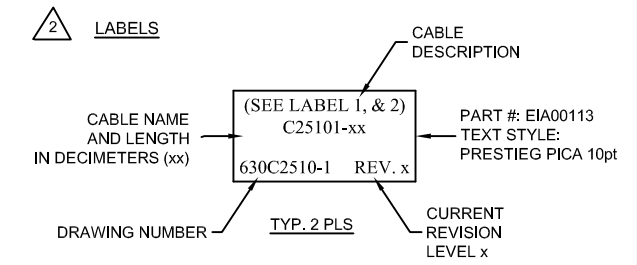 2 LABELS
CABLE
DESCRIPTION
(SEE LABEL 1, & 2)
C25101-xx
630C2510-1 REV. x
CABLE NAME
AND LENGTH
IN DECIMETERS (xx)
PART #: EIA00113
TEXT STYLE:
PRESTIEG PICA 10pt
DRAWING NUMBER
TYP. 2 PLS
CURRENT
REVISION
LEVEL x